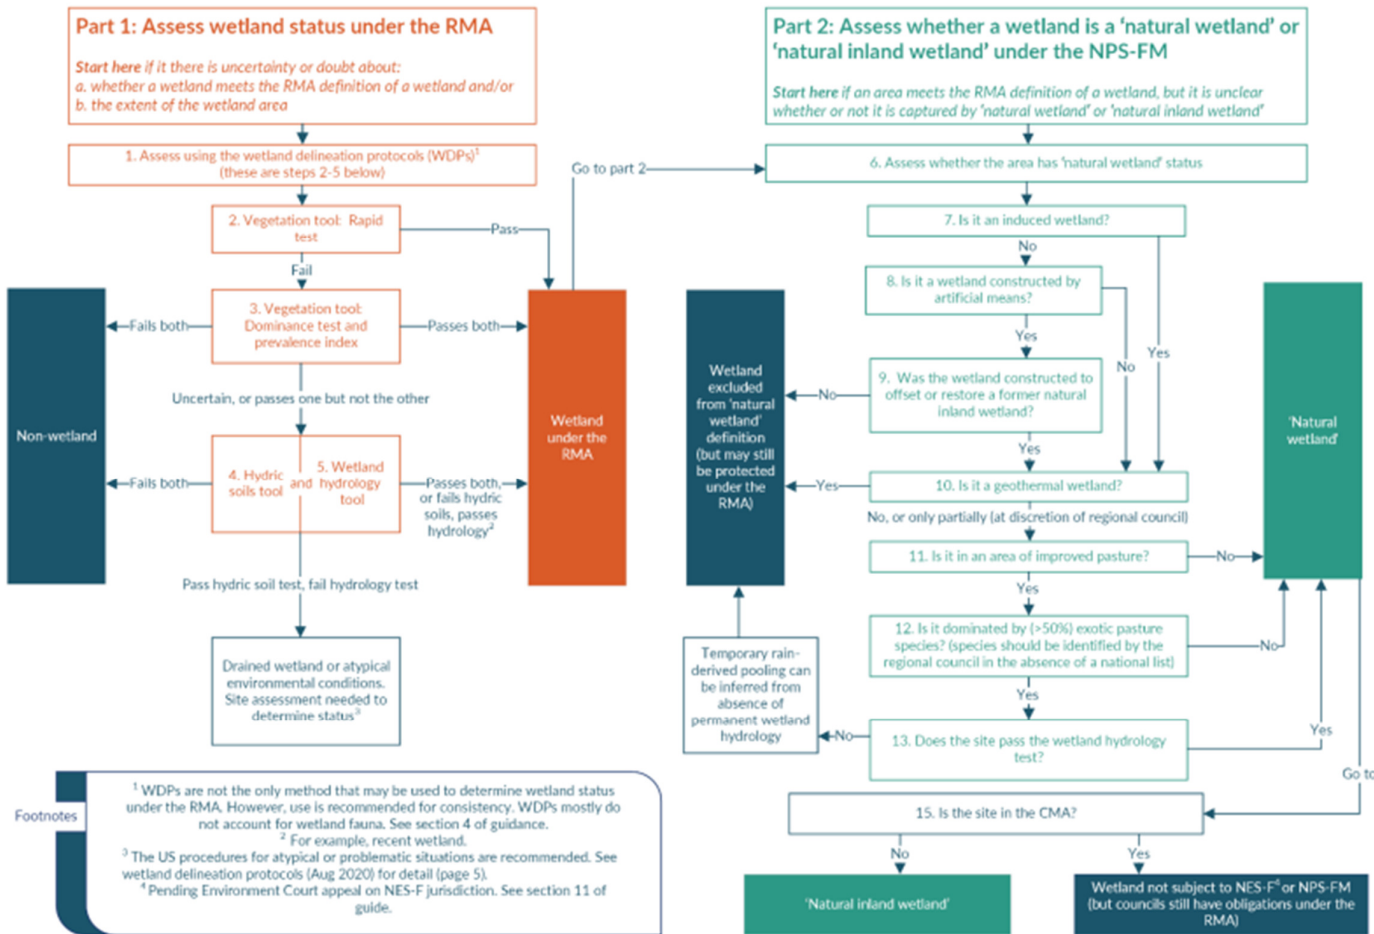 Part 1: Assess wetland status under the RMA
Start here if it there is uncertainty or doubt about:
a. whether a wetland meets the RMA definition of a wetland and/or
b. the extent of the wetland area
1. Assess using the wetland delineation protocols (WDPs)1
(these are steps 2-5 below)
2. Vegetation tool: Rapid
test
Pass
Fail
3. Vegetation tool:
Dominance test and
prevalence index
Fails both
Passes both
Uncertain, or passes one but not the other
Non-wetland
Wetland
under the
RMA
4. Hydric
soils tool
and
5. Wetland
hydrology
tool
Fails both
Passes both,
or fails hydric
soils, passes
hydrology2
Pass hydric soil test, fail hydrology test
Drained wetland or atypical
environmental conditions.
Site assessment needed to
determine status3
Footnotes
1 WDPs are not the only method that may be used to determine wetland status
under the RMA. However, use is recommended for consistency. WDPs mostly do
not account for wetland fauna. See section 4 of guidance.
2 For example, recent wetland.
3 The US procedures for atypical or problematic situations are recommended. See
wetland delineation protocols (Aug 2020) for detail (page 5).
4 Pending Environment Court appeal on NES-F jurisdiction. See section 11 of
guide.
Go to part 2
Part 2: Assess whether a wetland is a 'natural wetland' or
'natural inland wetland' under the NPS-FM
Start here if an area meets the RMA definition of a wetland, but it is unclear
whether or not it is captured by 'natural wetland' or 'natural inland wetland'
6. Assess whether the area has 'natural wetland' status
7. Is it an induced wetland?
No
Yes
8. Is it a wetland constructed by
artificial means?
Yes
No
9. Was the wetland constructed to
offset or restore a former natural
inland wetland?
No
Yes
Wetland
excluded
from 'natural
wetland'
definition
(but may still
be protected
under the
RMA)
'Natural
wetland'
10. Is it a geothermal wetland?
Yes
No, or only partially (at discretion of regional council)
11. Is it in an area of improved pasture?
No
Yes
12. Is it dominated by (>50%) exotic pasture
species? (species should be identified by the
regional council in the absence of a national list)
No
Yes
Temporary rain-
derived pooling can
be inferred from
absence of
permanent wetland
hydrology
No
13. Does the site pass the wetland hydrology
test?
Yes
Go to
15. Is the site in the CMA?
No
Yes
'Natural inland wetland'
Wetland not subject to NES-F4 or NPS-FM
(but councils still have obligations under the
RMA)